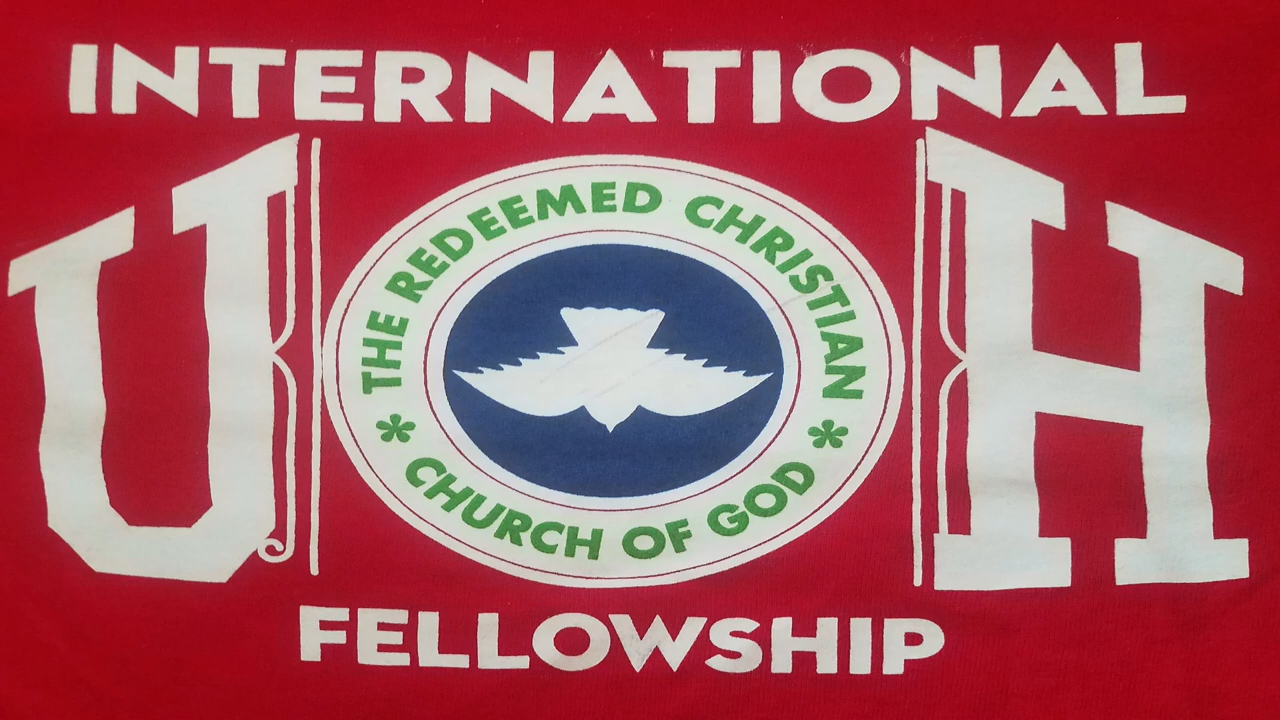 INTERNATIONAL
U H
THE REDEEMED CHRISTIAN
* CHURCH OF GOD *
FELLOWSHIP